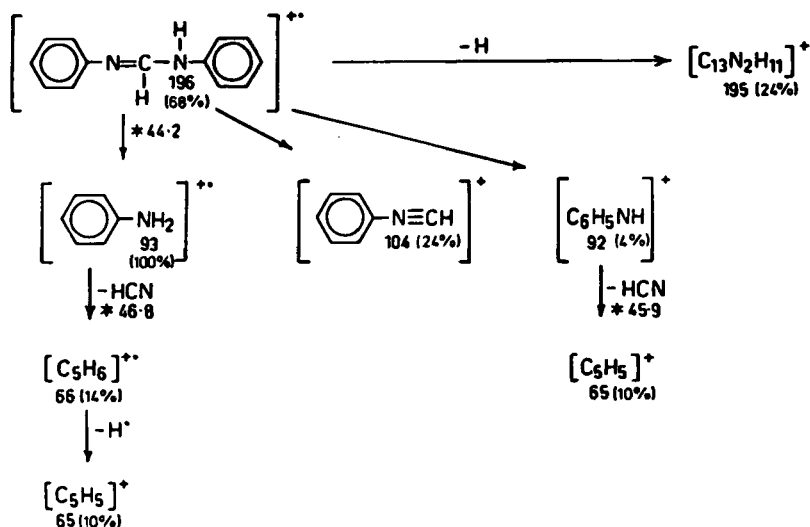 H
N=C-N
H
196
(68%)
+·
-H
[C13N2H11]+
195 (24%)
*44·2
NH2
93
(100%)
+·
N≡CH
104 (24%)
+
[C6H5NH]+
92 (4%)
-HCN
*46·8
-HCN
*45·9
[C5H6]+·
66 (14%)
[C5H5]+
65 (10%)
-H·
[C5H5]+
65 (10%)